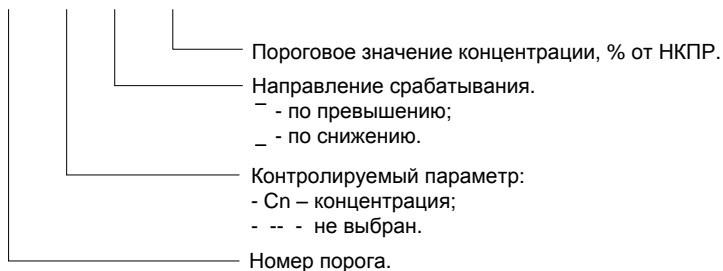 Пороговое значение концентрации, % от НКПР.
Направление срабатывания.
¯ - по превышению;
_ - по снижению.
Контролируемый параметр:
- Cn – концентрация;
- -- - не выбран.
Номер порога.